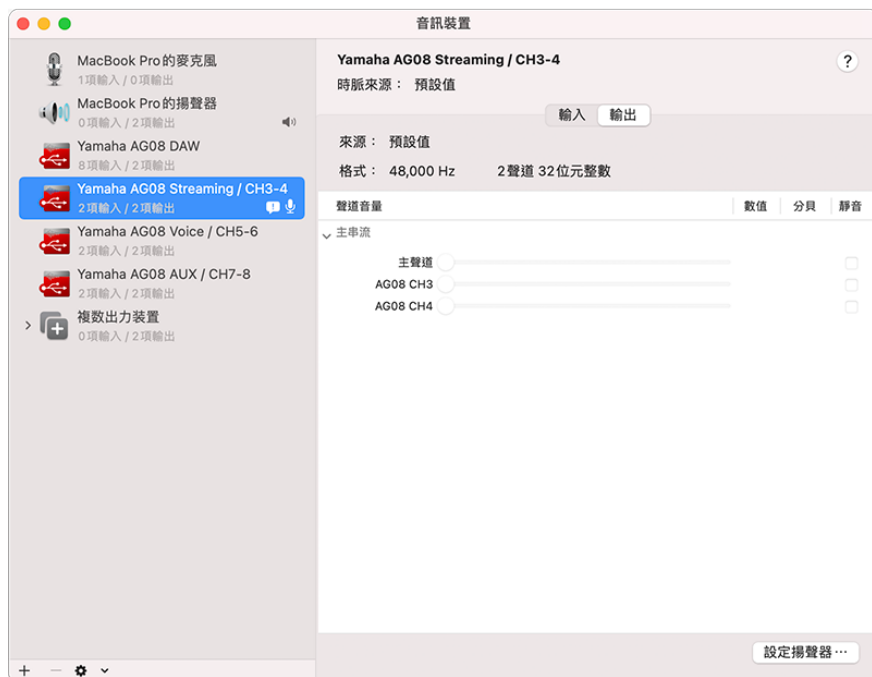 音訊裝置
MacBook Pro的麥克風
1項輸入 / 0項輸出
MacBook Pro的揚聲器
0項輸入 / 2項輸出
Yamaha AG08 DAW
8項輸入 / 2項輸出
Yamaha AG08 Streaming / CH3-4
2項輸入 / 2項輸出
Yamaha AG08 Voice / CH5-6
2項輸入 / 2項輸出
Yamaha AG08 AUX / CH7-8
2項輸入 / 2項輸出
複数出力装置
0項輸入 / 2項輸出
Yamaha AG08 Streaming / CH3-4
?
時脈來源： 預設值
輸入 輸出
來源： 預設值
格式： 48,000 Hz 2聲道 32位元整數
聲道音量 數值 分貝 靜音
主串流
主聲道
AG08 CH3
AG08 CH4
設定揚聲器⋯